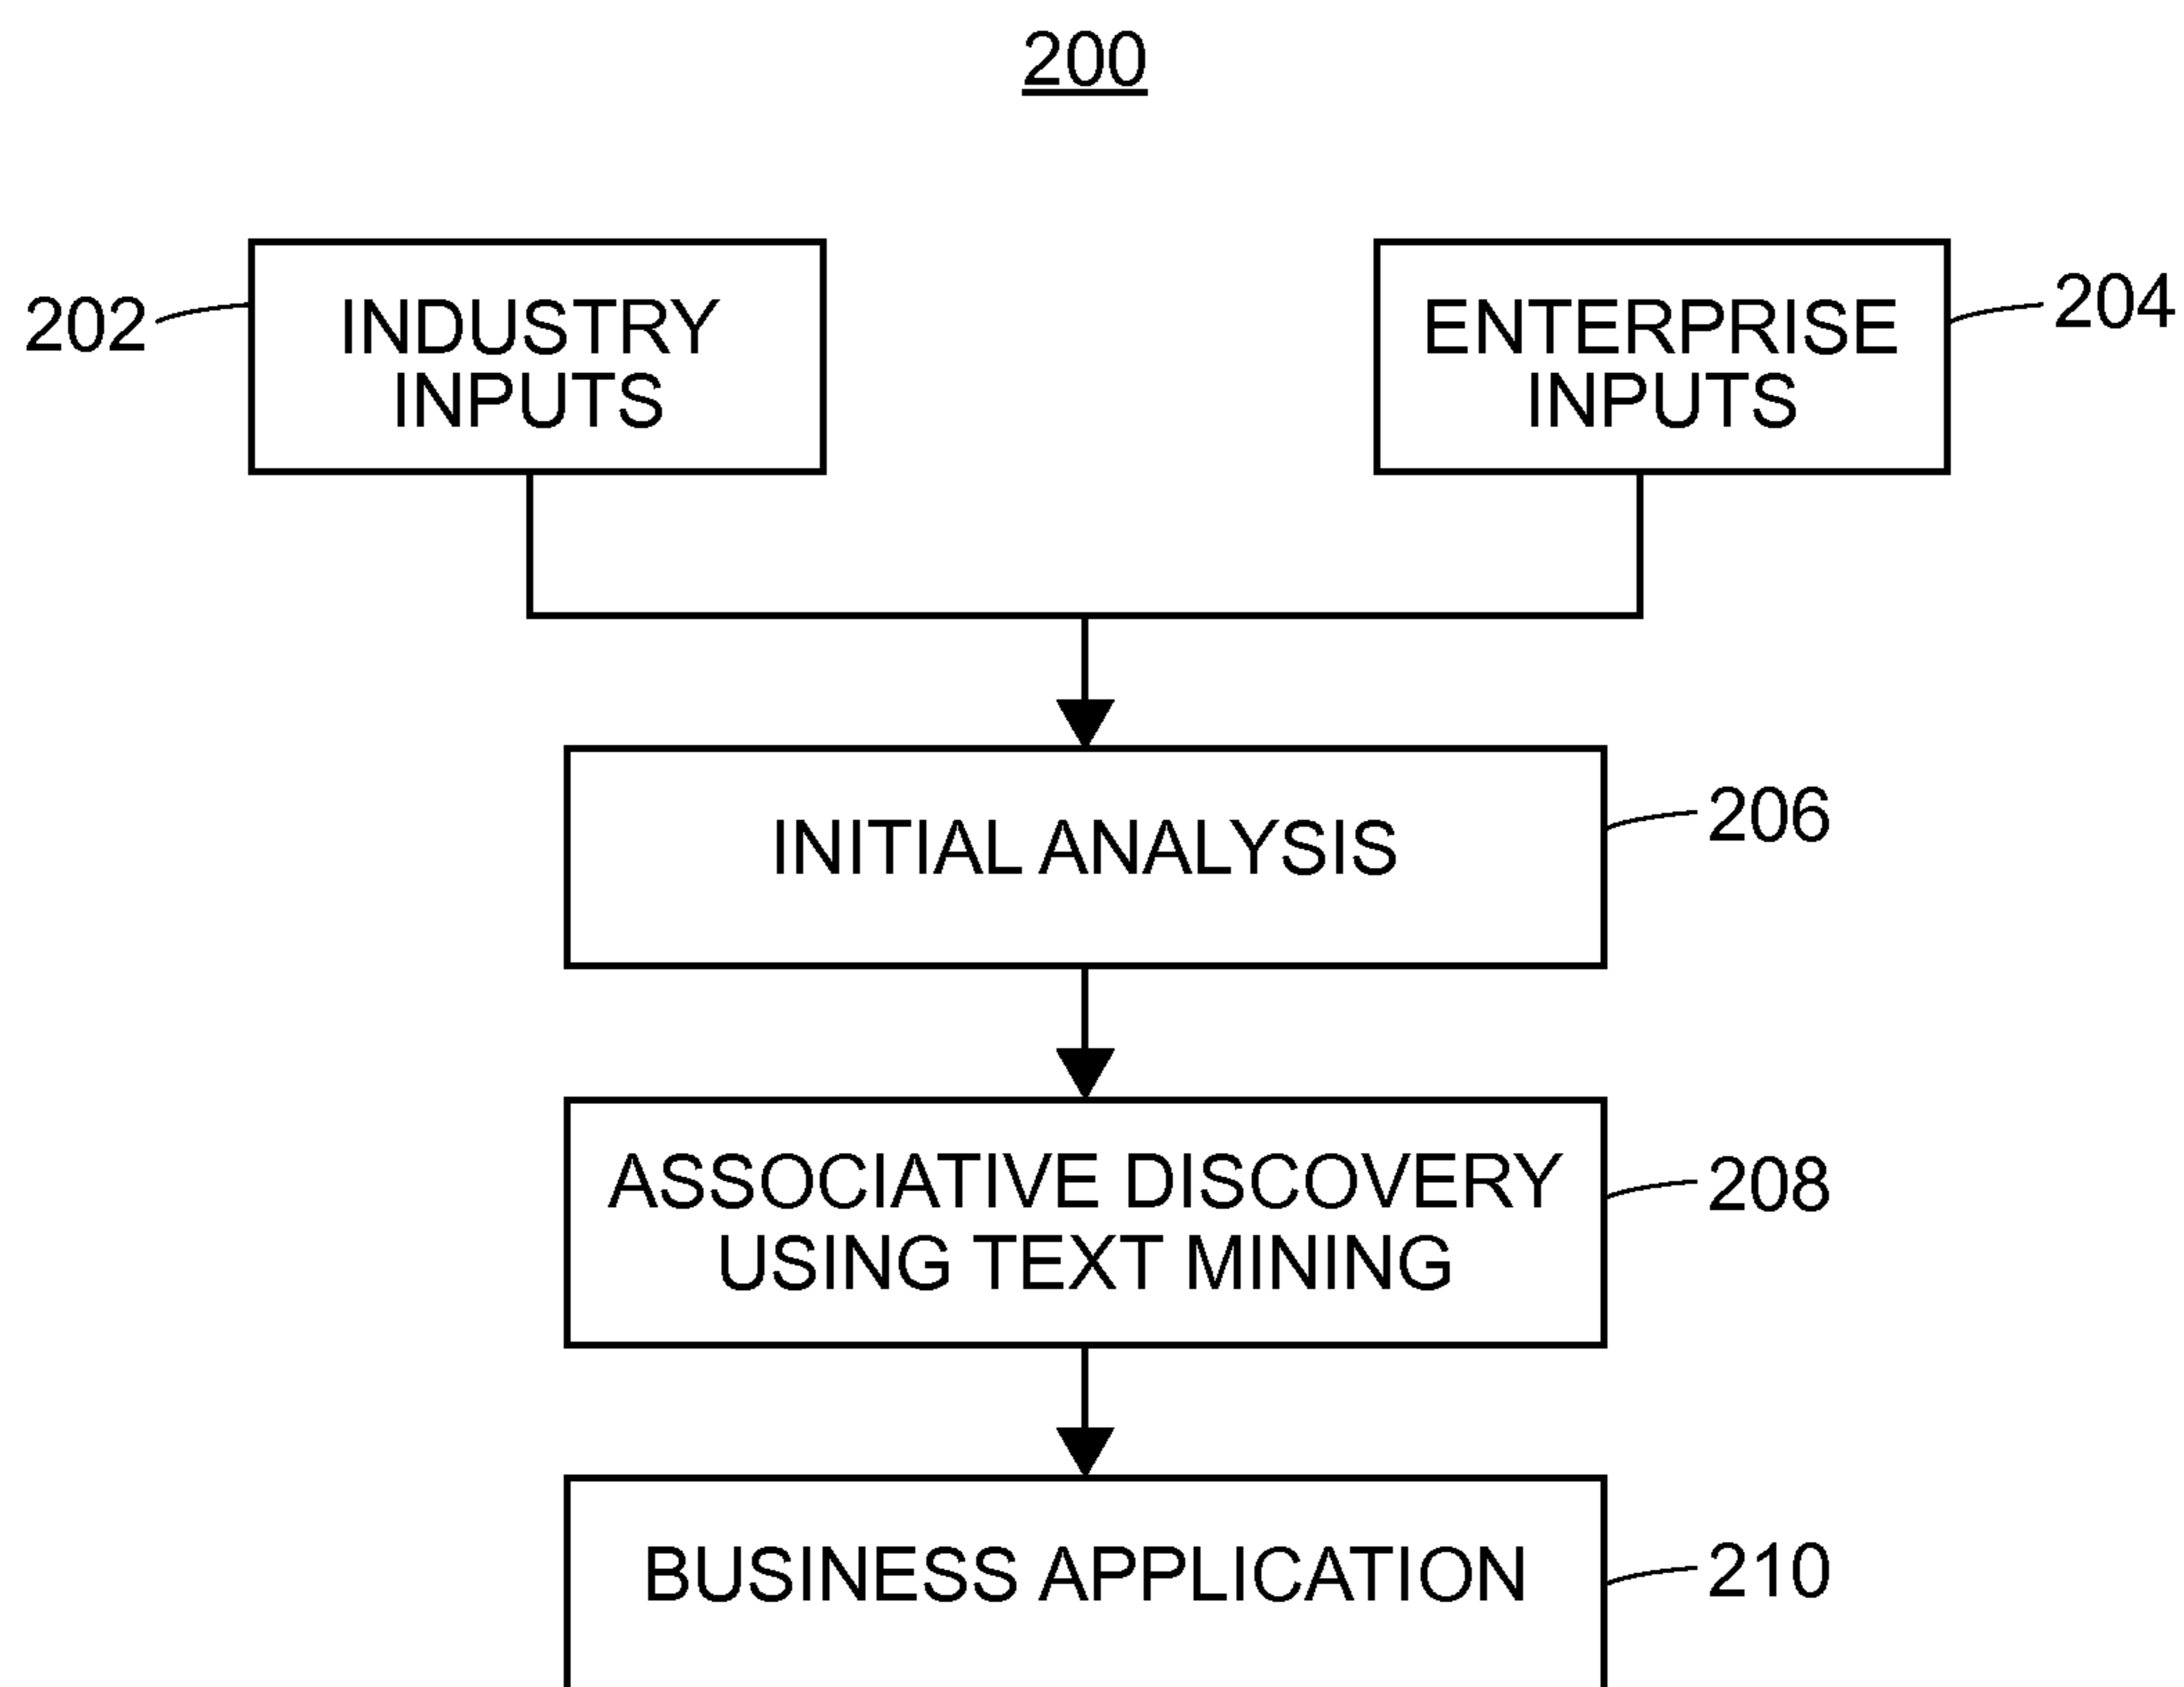 200
202
INDUSTRY
INPUTS
ENTERPRISE
INPUTS
204
INITIAL ANALYSIS
206
ASSOCIATIVE DISCOVERY
USING TEXT MINING
208
BUSINESS APPLICATION
210